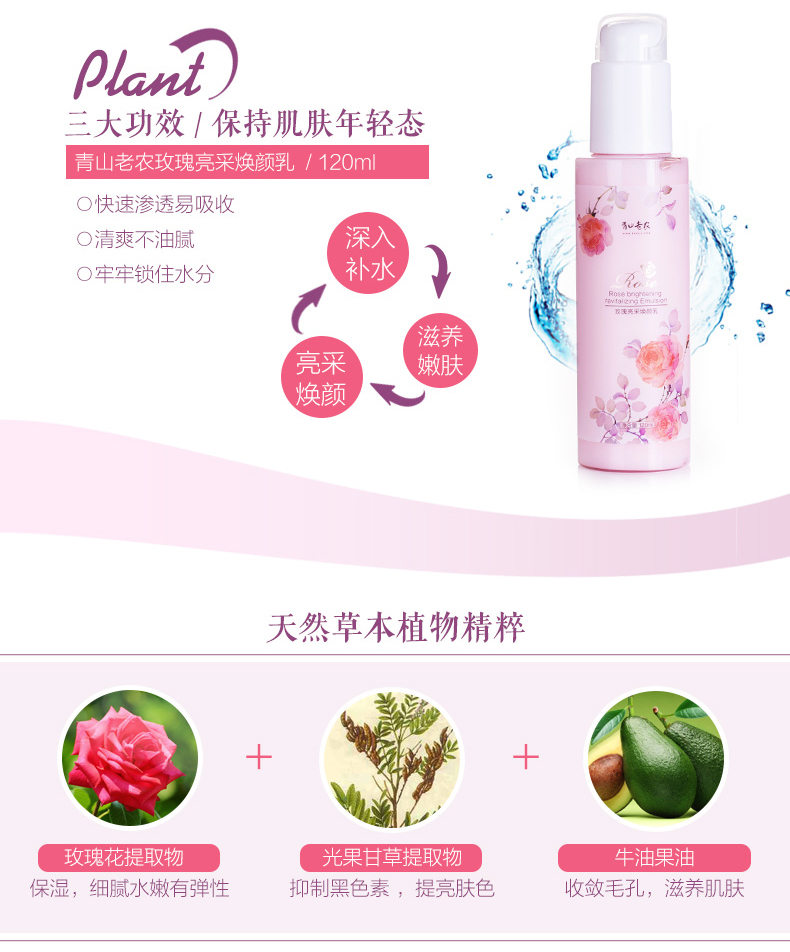 Plant
三大功效 / 保持肌肤年轻态
青山老农玫瑰亮采焕颜乳 / 120ml
○快速渗透易吸收
○清爽不油腻
○牢牢锁住水分
深入
补水
滋养
嫩肤
亮采
焕颜
青山老农
Rose
Rose brightening
revitalizing Emulsion
玫瑰亮采焕颜乳
天然草本植物精粹
+
+
玫瑰花提取物
光果甘草提取物
牛油果油
保湿，细腻水嫩有弹性
抑制黑色素 ，提亮肤色
收敛毛孔，滋养肌肤